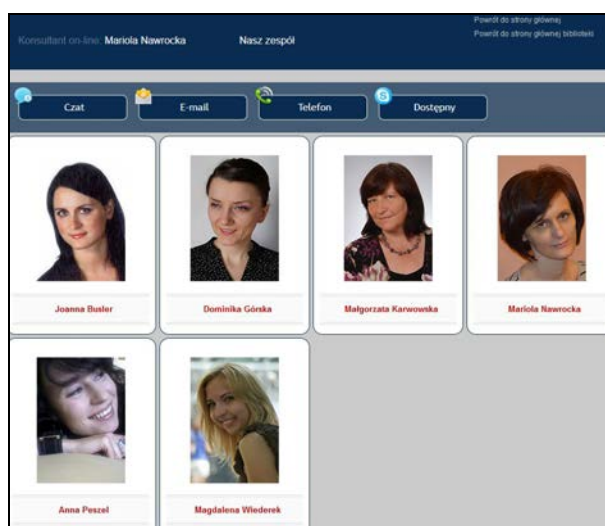 Powrót do strony głównej
Konsultant on-line: Mariola Nawrocka
Nasz zespół
Powrót do strony głównej biblioteki
Czat
E-mail
Telefon
Dostępny
Joanna Busler
Dominika Górska
Małgorzata Karwowska
Mariola Nawrocka
Anna Peszel
Magdalena Wiederek